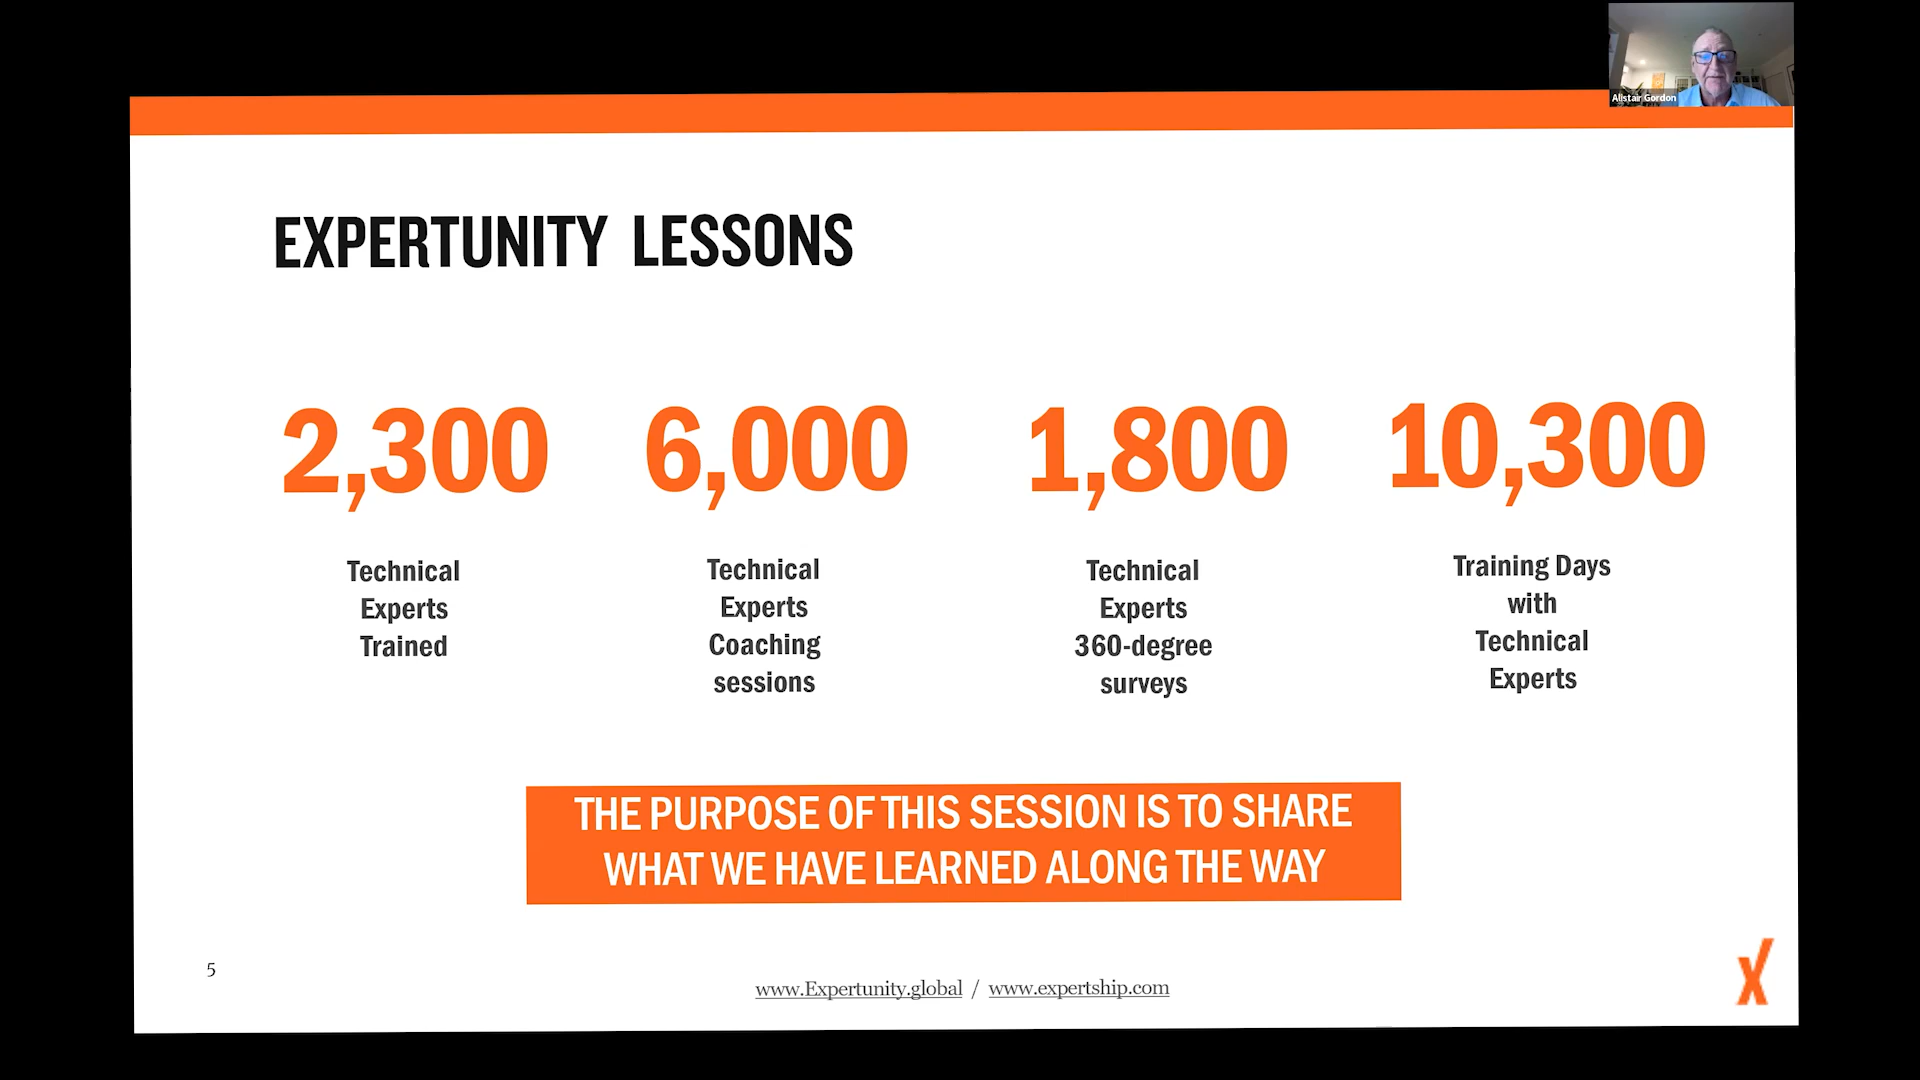 Alistair Gordon
EXPERTUNITY LESSONS
2,300
6,000
1,800
10,300
Technical
Experts
Trained
Technical
Experts
Coaching
sessions
Technical
Experts
360-degree
surveys
Training Days
with
Technical
Experts
THE PURPOSE OF THIS SESSION IS TO SHARE
WHAT WE HAVE LEARNED ALONG THE WAY
5
www.Expertunity.global / www.expertship.com